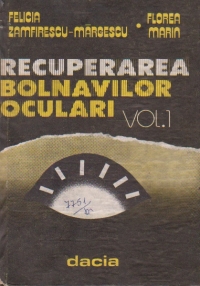 FELICIA
ZAMFIRESCU-MĂRGESCU • FLOREA MARIN
RECUPERAREA
BOLNAVILOR
OCULARI VOL.1
dacia